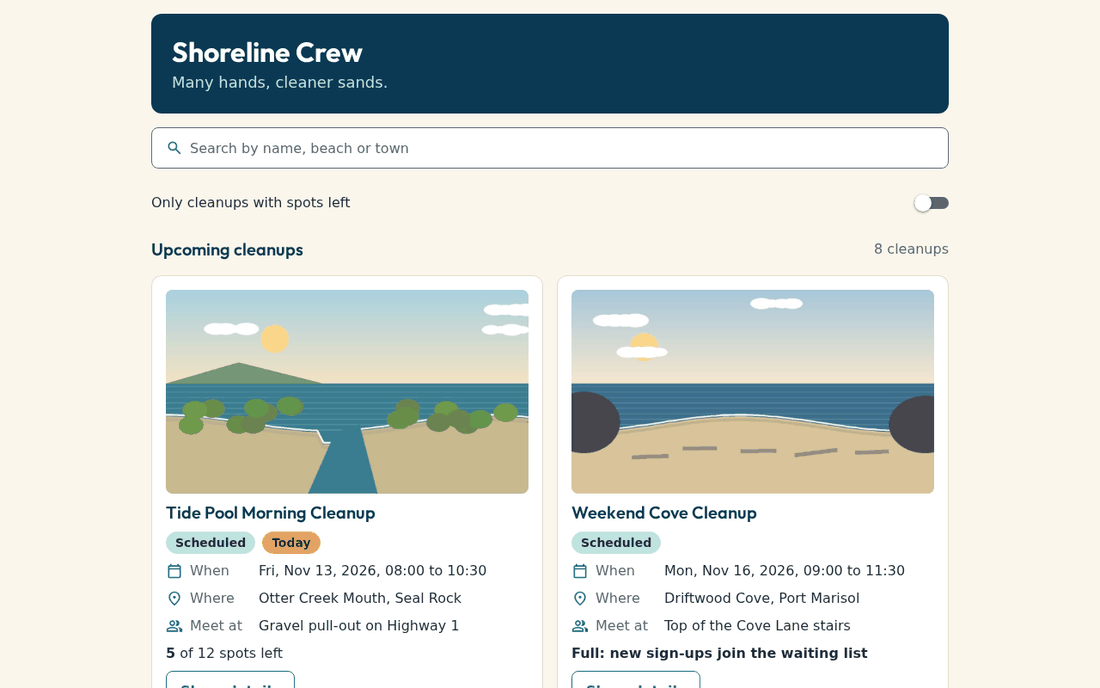 Shoreline Crew
Many hands, cleaner sands.
Search by name, beach or town
Only cleanups with spots left
Upcoming cleanups
8 cleanups
Tide Pool Morning Cleanup
Scheduled
Today
When
Fri, Nov 13, 2026, 08:00 to 10:30
Where
Otter Creek Mouth, Seal Rock
Meet at
Gravel pull-out on Highway 1
5 of 12 spots left
Weekend Cove Cleanup
Scheduled
When
Mon, Nov 16, 2026, 09:00 to 11:30
Where
Driftwood Cove, Port Marisol
Meet at
Top of the Cove Lane stairs
Full: new sign-ups join the waiting list